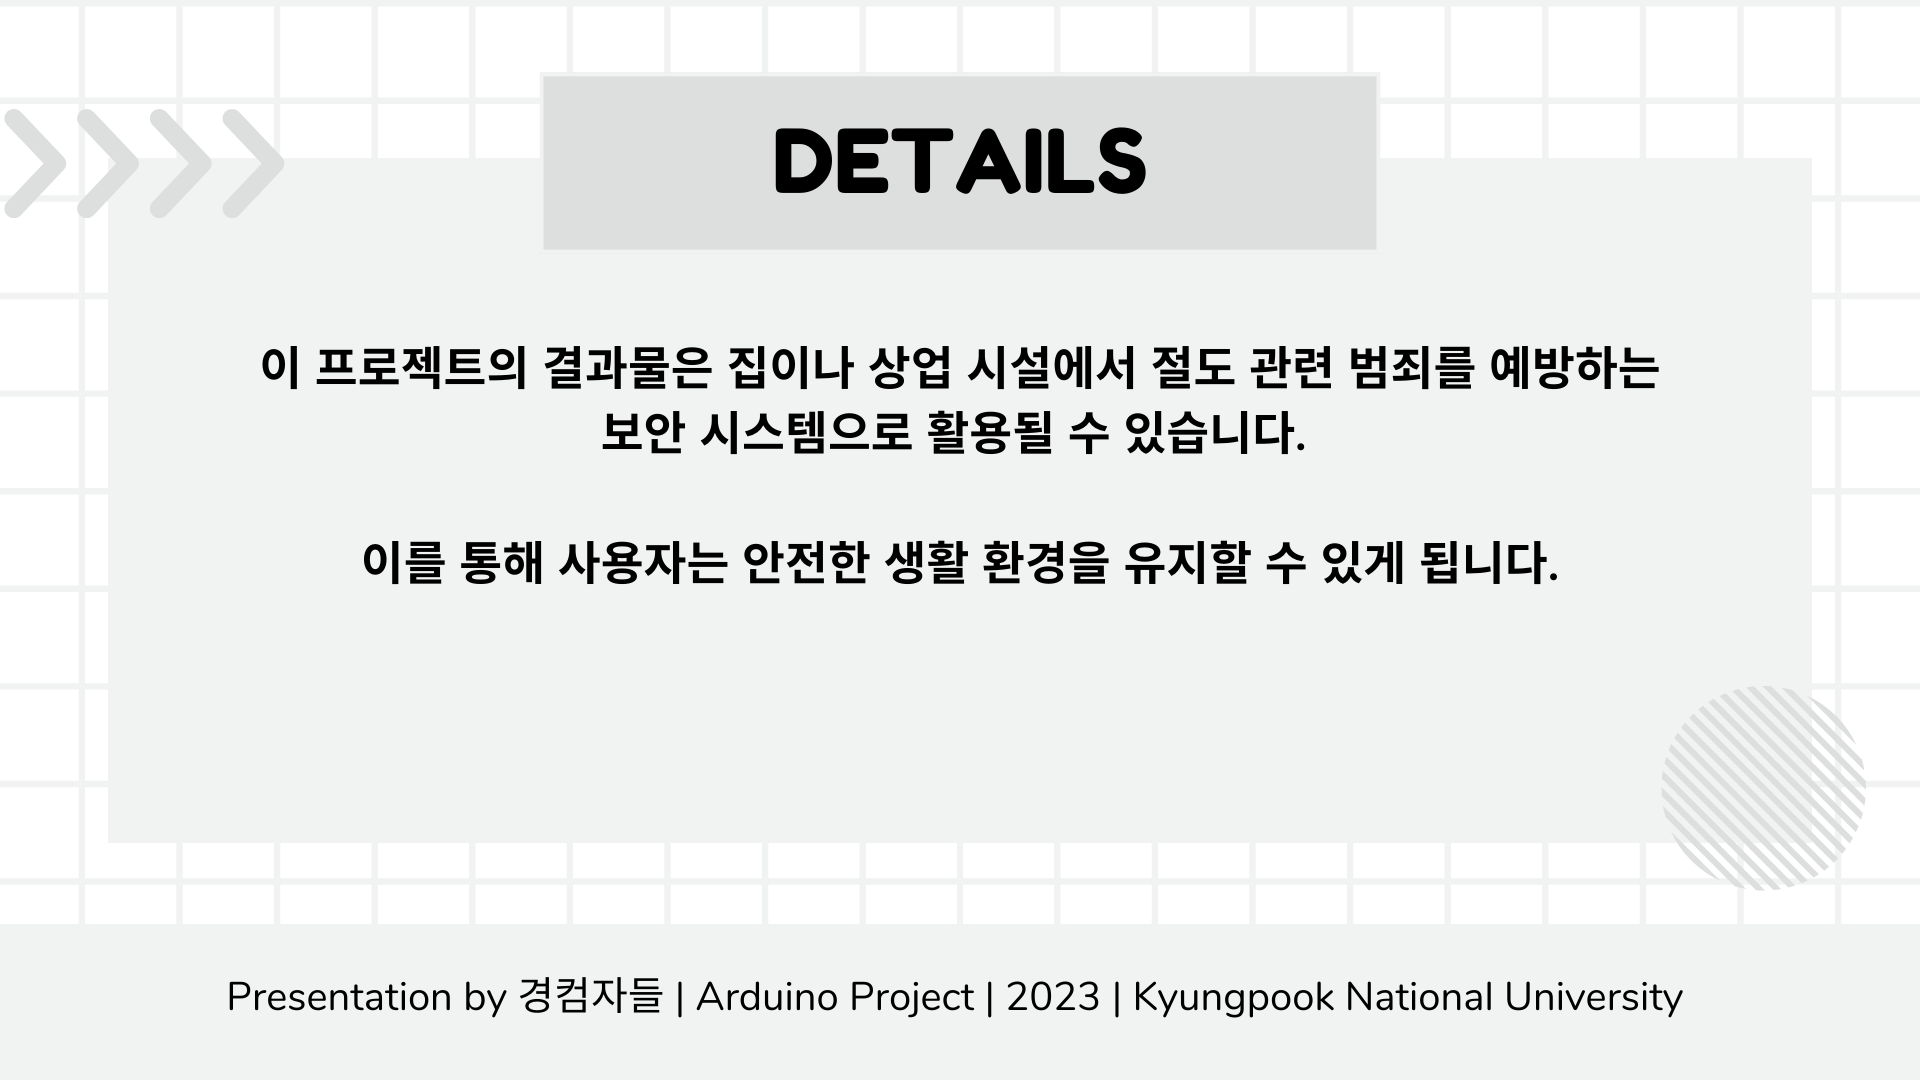 DETAILS
이 프로젝트의 결과물은 집이나 상업 시설에서 절도 관련 범죄를 예방하는
보안 시스템으로 활용될 수 있습니다.
이를 통해 사용자는 안전한 생활 환경을 유지할 수 있게 됩니다.
Presentation by 경컴자들 | Arduino Project | 2023 | Kyungpook National University